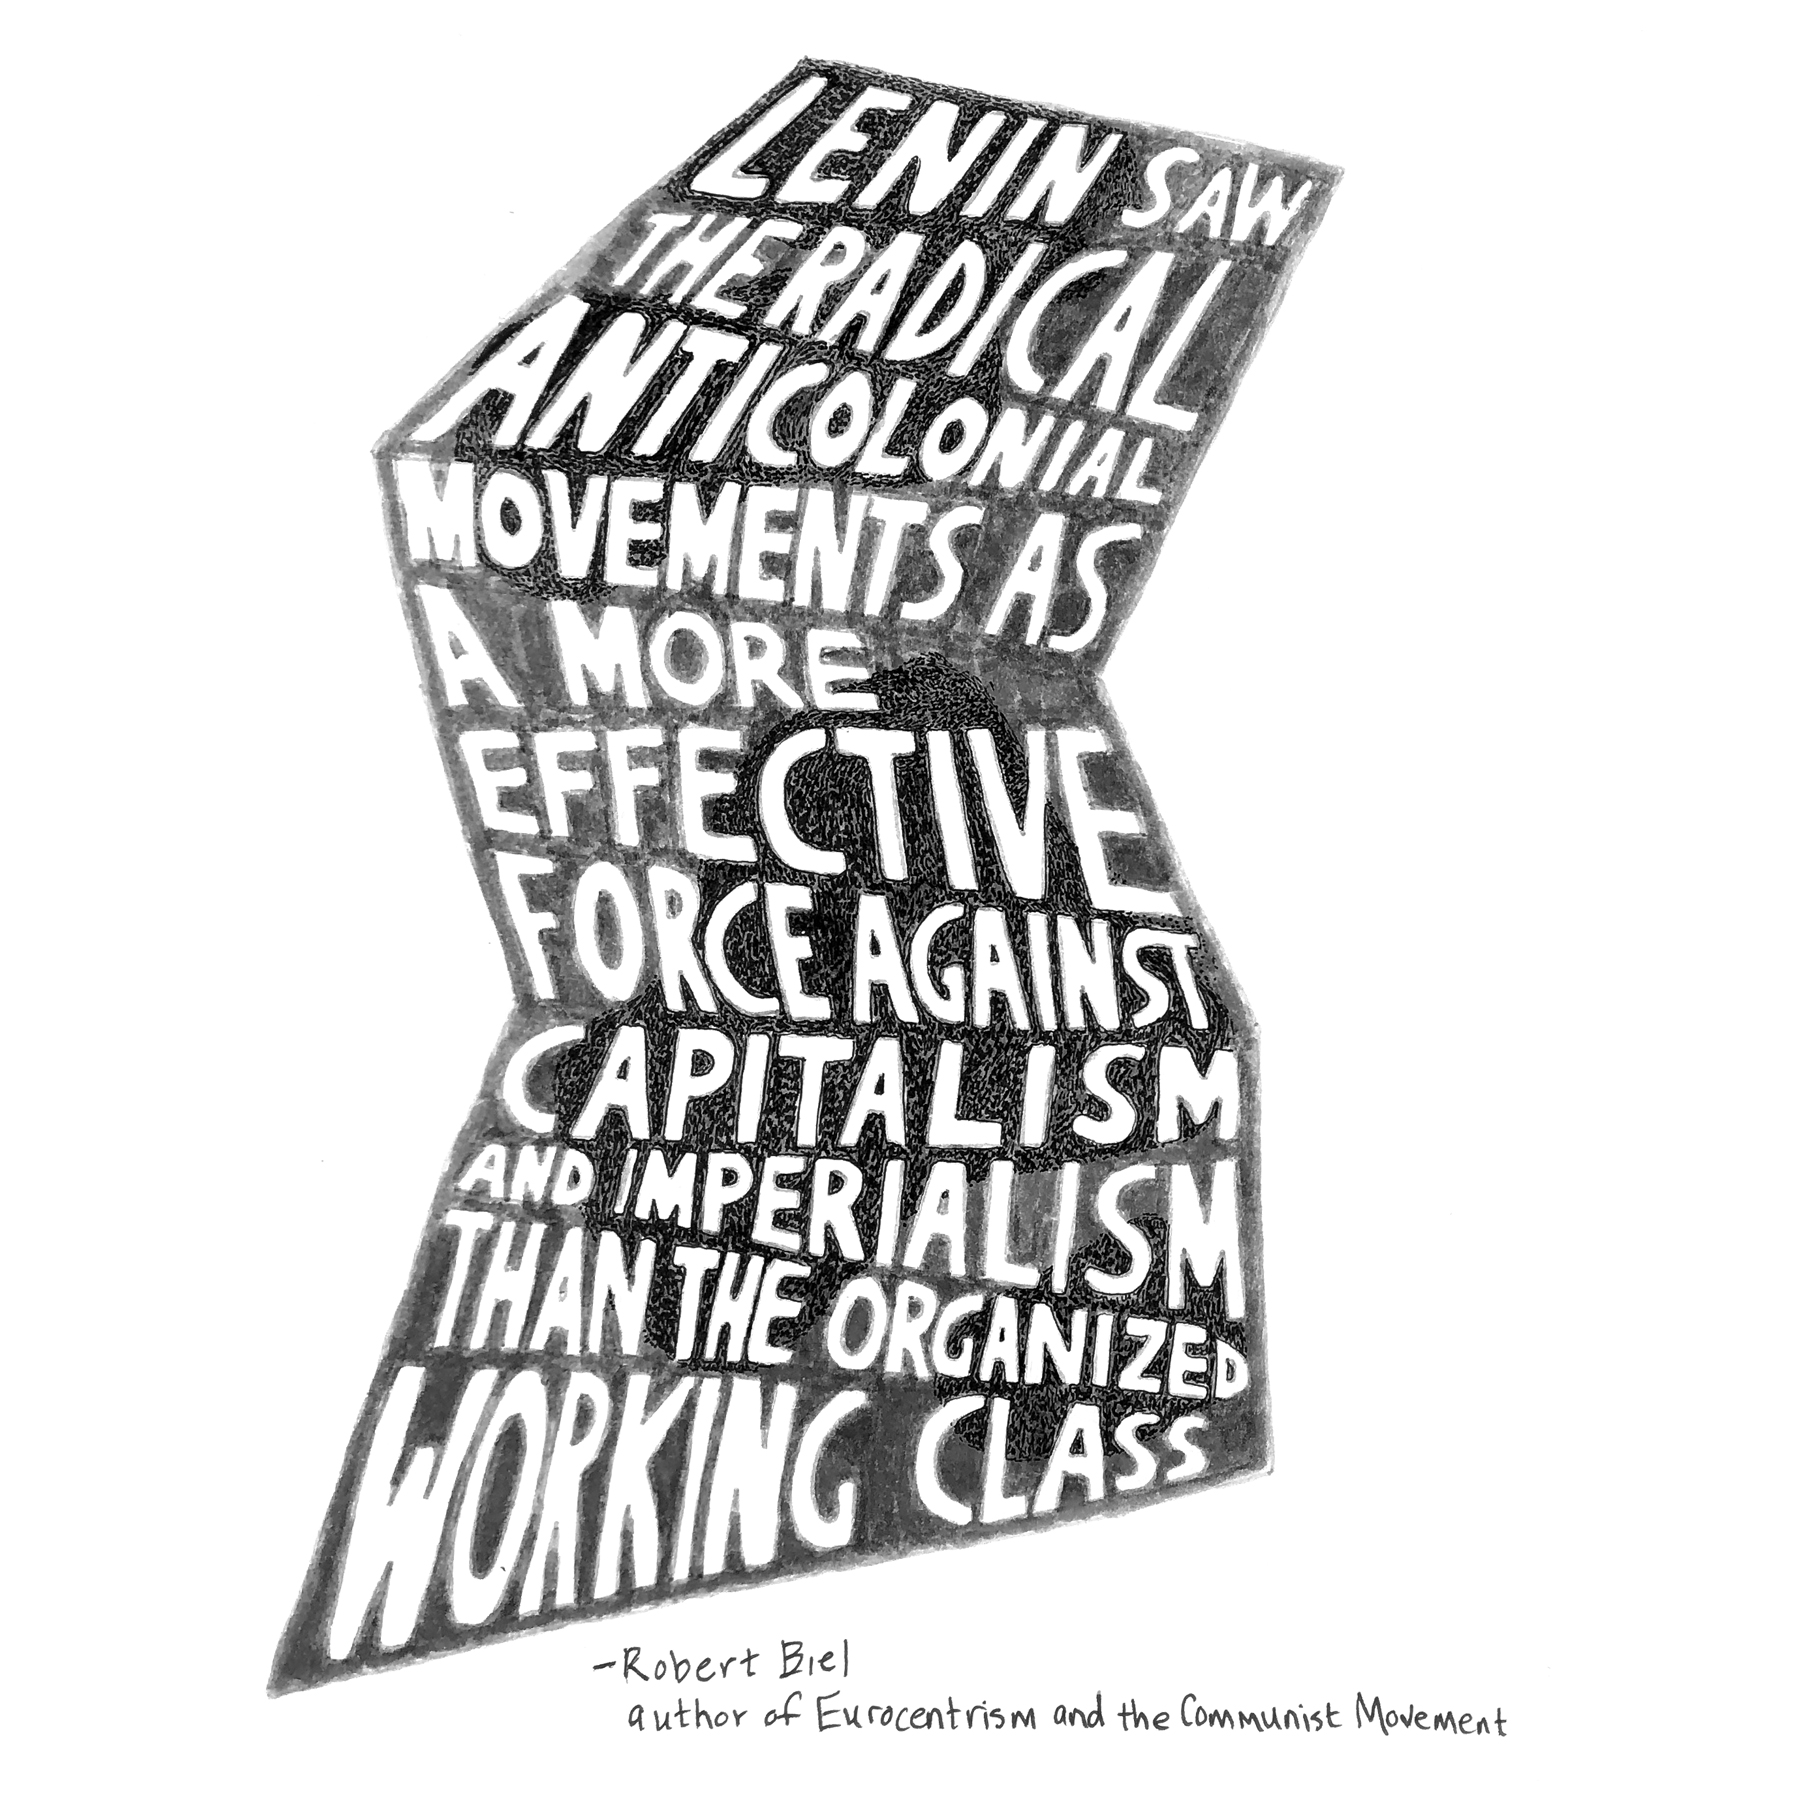 LENIN SAW
THE RADICAL
ANTICOLONIAL
MOVEMENTS AS
A MORE
EFFECTIVE
FORCE AGAINST
CAPITALISM
AND IMPERIALISM
THAN THE ORGANIZED
WORKING CLASS
-Robert Biel
author of Eurocentrism and the Communist Movement